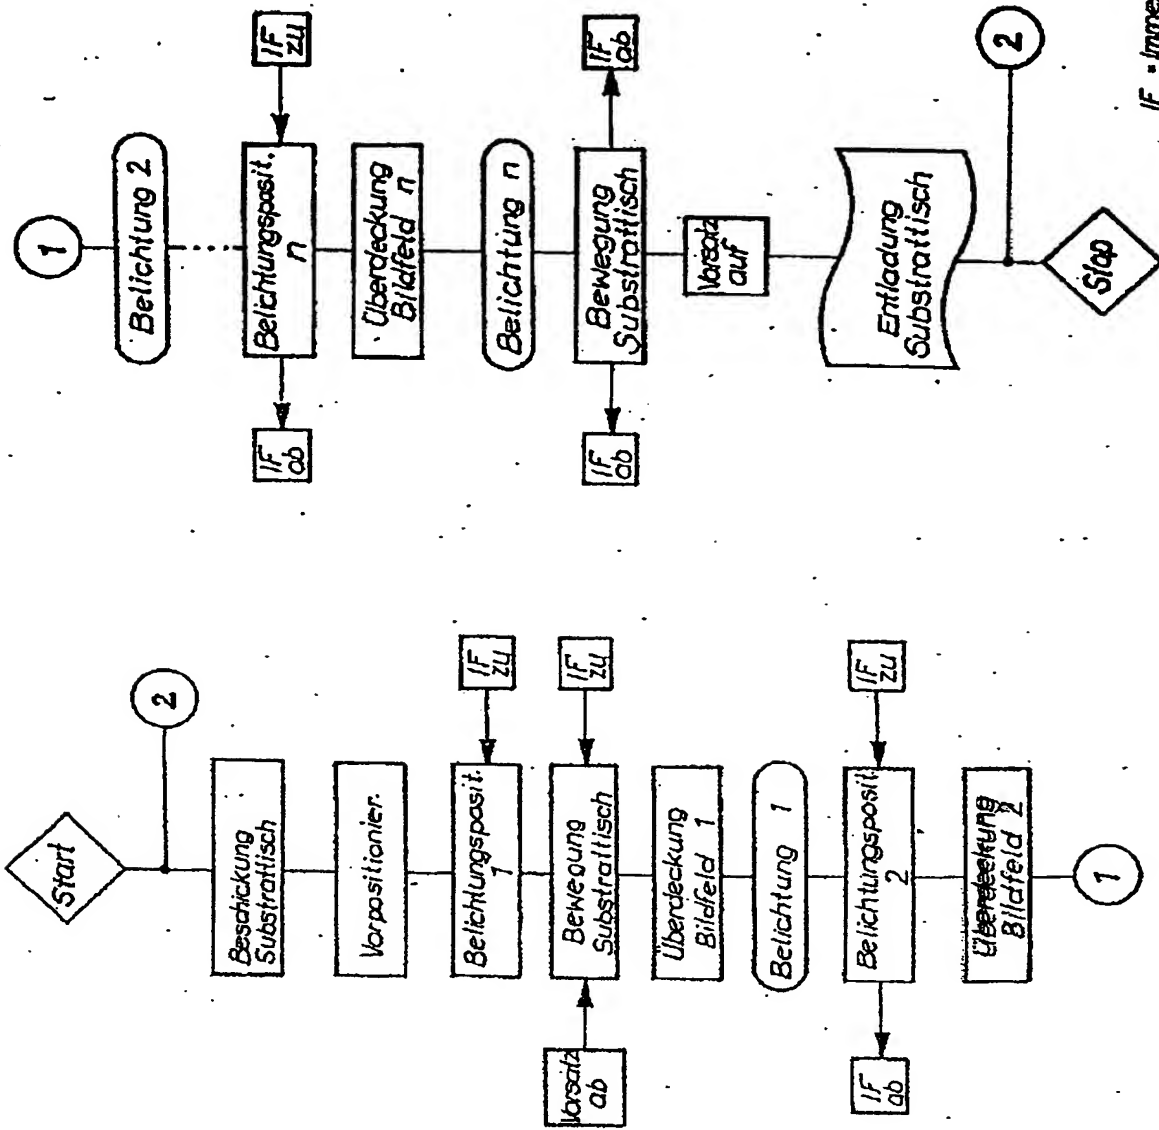 Start
2
Beschickung
Substrattisch
Vorpositionier.
Belichtungsposit.
1
IF
zu
Vorsatz
ab
Bewegung
Substrattisch
IF
zu
Überdeckung
Bildfeld 1
Belichtung 1
IF
ab
Belichtungsposit.
2
IF
zu
Überdeckung
Bildfeld 2
1
1
Belichtung 2
IF
ab
Belichtungsposit.
n
IF
zu
Überdeckung
Bildfeld n
Belichtung n
IF
ab
Bewegung
Substrattisch
IF
ab
Vorsatz
auf
Entladung
Substrattisch
2
Stop
IF =